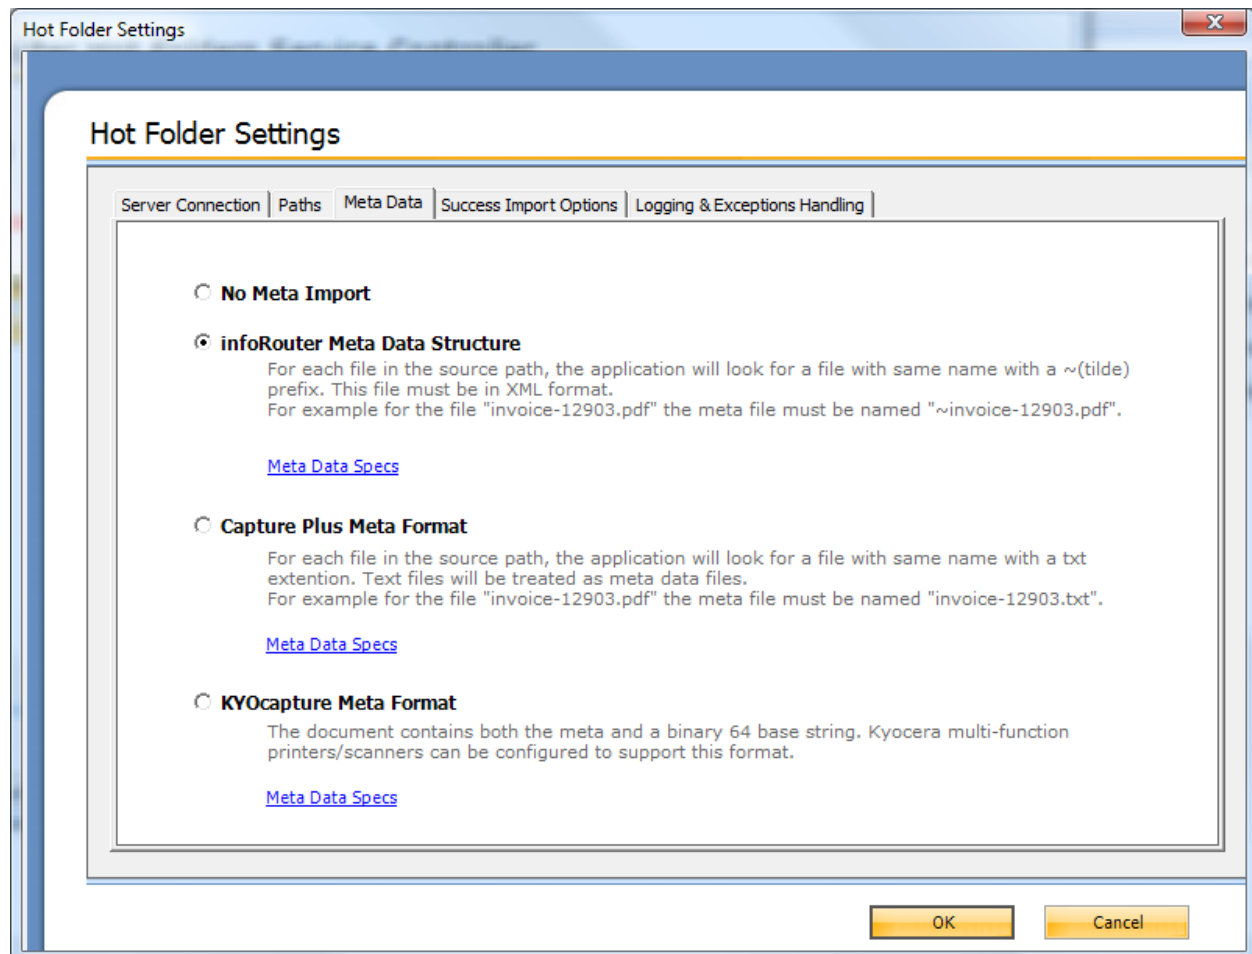 Hot Folder Settings
Hot Folder Settings
Server Connection
Paths
Meta Data
Success Import Options
Logging & Exceptions Handling
No Meta Import
infoRouter Meta Data Structure
For each file in the source path, the application will look for a file with same name with a ~(tilde)
prefix. This file must be in XML format.
For example for the file "invoice-12903.pdf" the meta file must be named "~invoice-12903.pdf".
Meta Data Specs
Capture Plus Meta Format
For each file in the source path, the application will look for a file with same name with a txt
extention. Text files will be treated as meta data files.
For example for the file "invoice-12903.pdf" the meta file must be named "invoice-12903.txt".
Meta Data Specs
KYOcapture Meta Format
The document contains both the meta and a binary 64 base string. Kyocera multi-function
printers/scanners can be configured to support this format.
Meta Data Specs
OK
Cancel